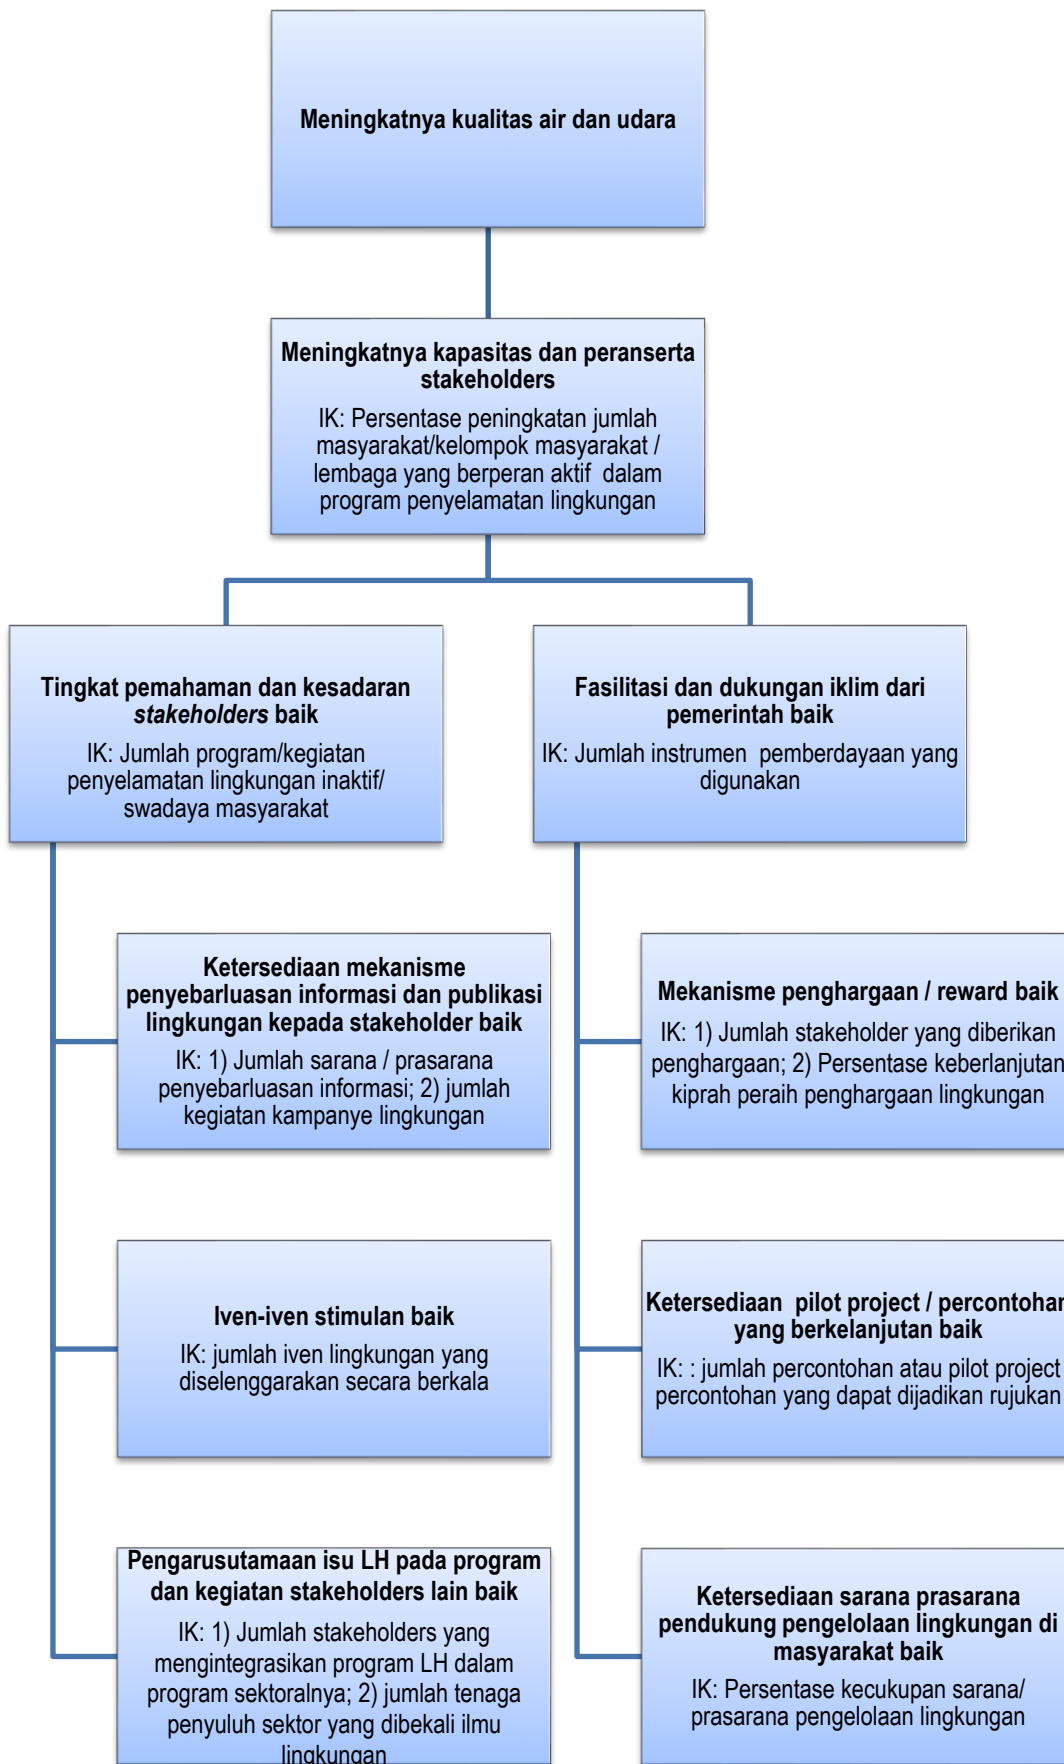 Meningkatnya kualitas air dan udara
Meningkatnya kapasitas dan peranserta
stakeholders
IK: Persentase peningkatan jumlah
masyarakat/kelompok masyarakat /
lembaga yang berperan aktif dalam
program penyelamatan lingkungan
Tingkat pemahaman dan kesadaran
stakeholders baik
IK: Jumlah program/kegiatan
penyelamatan lingkungan inaktif/
swadaya masyarakat
Fasilitasi dan dukungan iklim dari
pemerintah baik
IK: Jumlah instrumen pemberdayaan yang
digunakan
Ketersediaan mekanisme
penyebarluasan informasi dan publikasi
lingkungan kepada stakeholder baik
IK: 1) Jumlah sarana / prasarana
penyebarluasan informasi; 2) jumlah
kegiatan kampanye lingkungan
Mekanisme penghargaan / reward baik
IK: 1) Jumlah stakeholder yang diberikan
penghargaan; 2) Persentase keberlanjutan
kiprah peraih penghargaan lingkungan
Iven-iven stimulan baik
IK: jumlah iven lingkungan yang
diselenggarakan secara berkala
Ketersediaan pilot project / percontohan
yang berkelanjutan baik
IK: : jumlah percontohan atau pilot project
percontohan yang dapat dijadikan rujukan
Pengarusutamaan isu LH pada program
dan kegiatan stakeholders lain baik
IK: 1) Jumlah stakeholders yang
mengintegrasikan program LH dalam
program sektoralnya; 2) jumlah tenaga
penyuluh sektor yang dibekali ilmu
lingkungan
Ketersediaan sarana prasarana
pendukung pengelolaan lingkungan di
masyarakat baik
IK: Persentase kecukupan sarana/
prasarana pengelolaan lingkungan